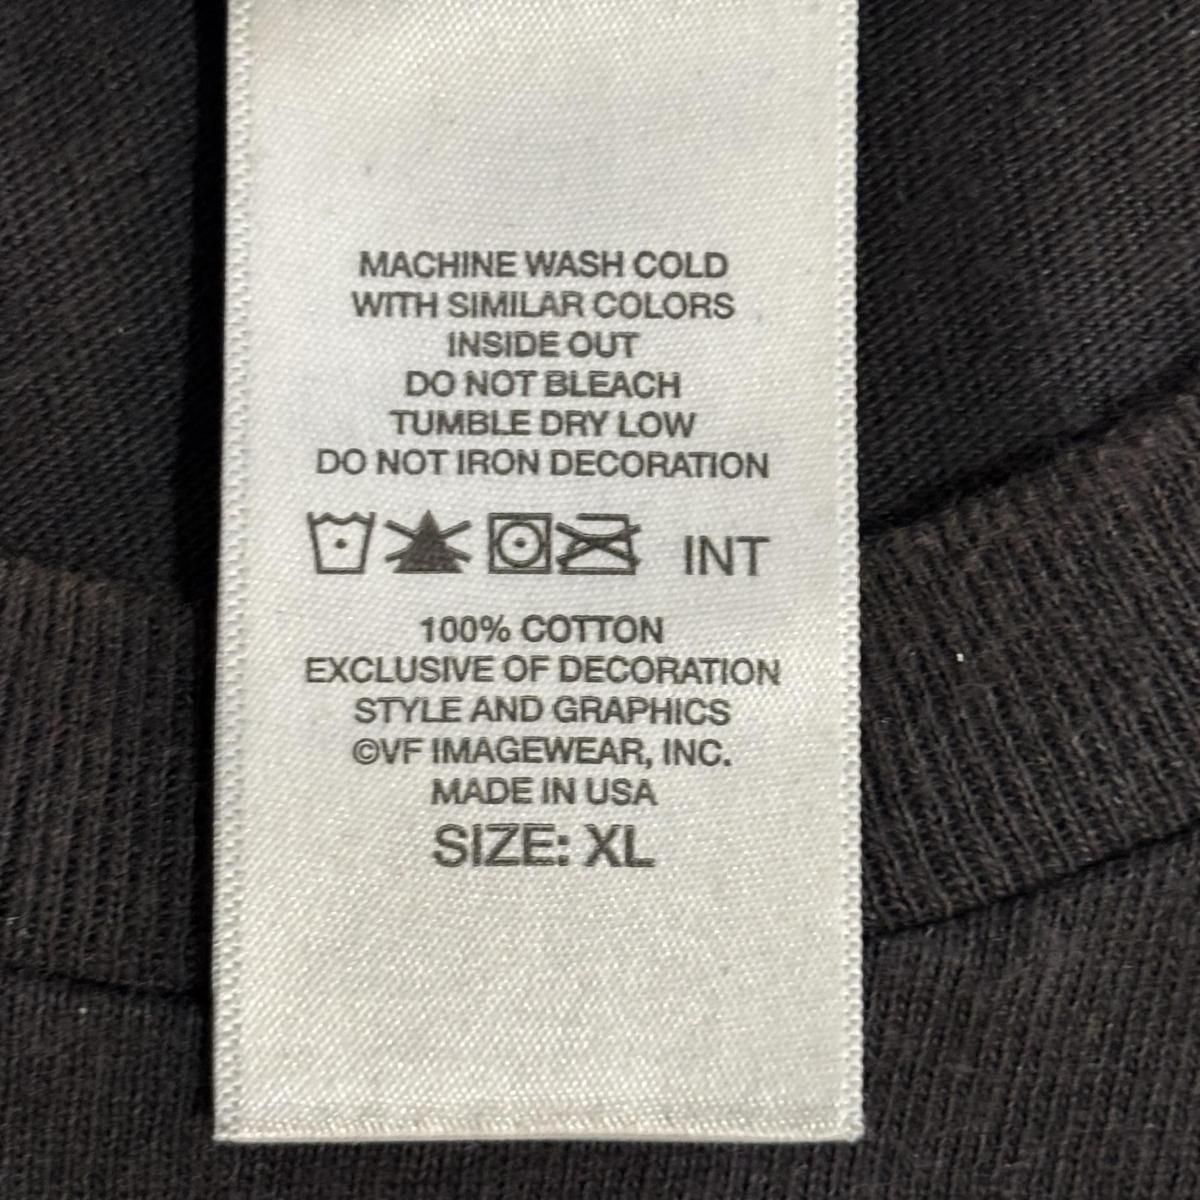 MACHINE WASH COLD
WITH SIMILAR COLORS
INSIDE OUT
DO NOT BLEACH
TUMBLE DRY LOW
DO NOT IRON DECORATION
INT
100% COTTON
EXCLUSIVE OF DECORATION
STYLE AND GRAPHICS
©VF IMAGEWEAR, INC.
MADE IN USA
SIZE: XL